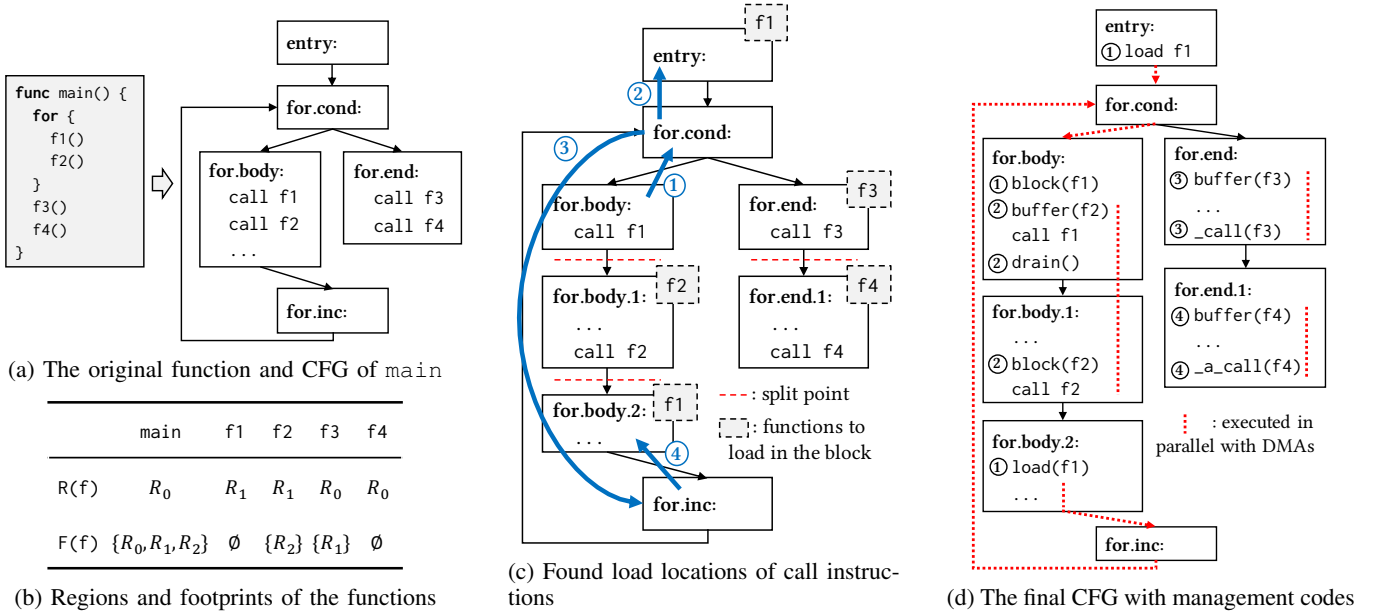 func main() {
for {
f1()
f2()
}
f3()
f4()
}
entry:
for.cond:
for.body:
call f1
call f2
...
for.end:
call f3
call f4
for.inc:
(a) The original function and CFG of main
main f1 f2 f3 f4
R(f) R₀ R₁ R₁ R₀ R₀
F(f) {R₀,R₁,R₂} ∅ {R₂} {R₁} ∅
(b) Regions and footprints of the functions
f1
entry:
②
for.cond:
③
①
for.body:
call f1
f3
for.end:
call f3
f2
for.body.1:
...
call f2
f4
for.end.1:
...
call f4
f1
for.body.2:
...
④
for.inc:
: split point
: functions to
load in the block
(c) Found load locations of call instruc-
tions
entry:
① load f1
for.cond:
for.body:
① block(f1)
② buffer(f2)
call f1
② drain()
for.end:
③ buffer(f3)
...
③ _call(f3)
for.body.1:
...
② block(f2)
call f2
for.end.1:
④ buffer(f4)
...
④ _a_call(f4)
for.body.2:
① load(f1)
...
: executed in
parallel with DMAs
for.inc:
(d) The final CFG with management codes